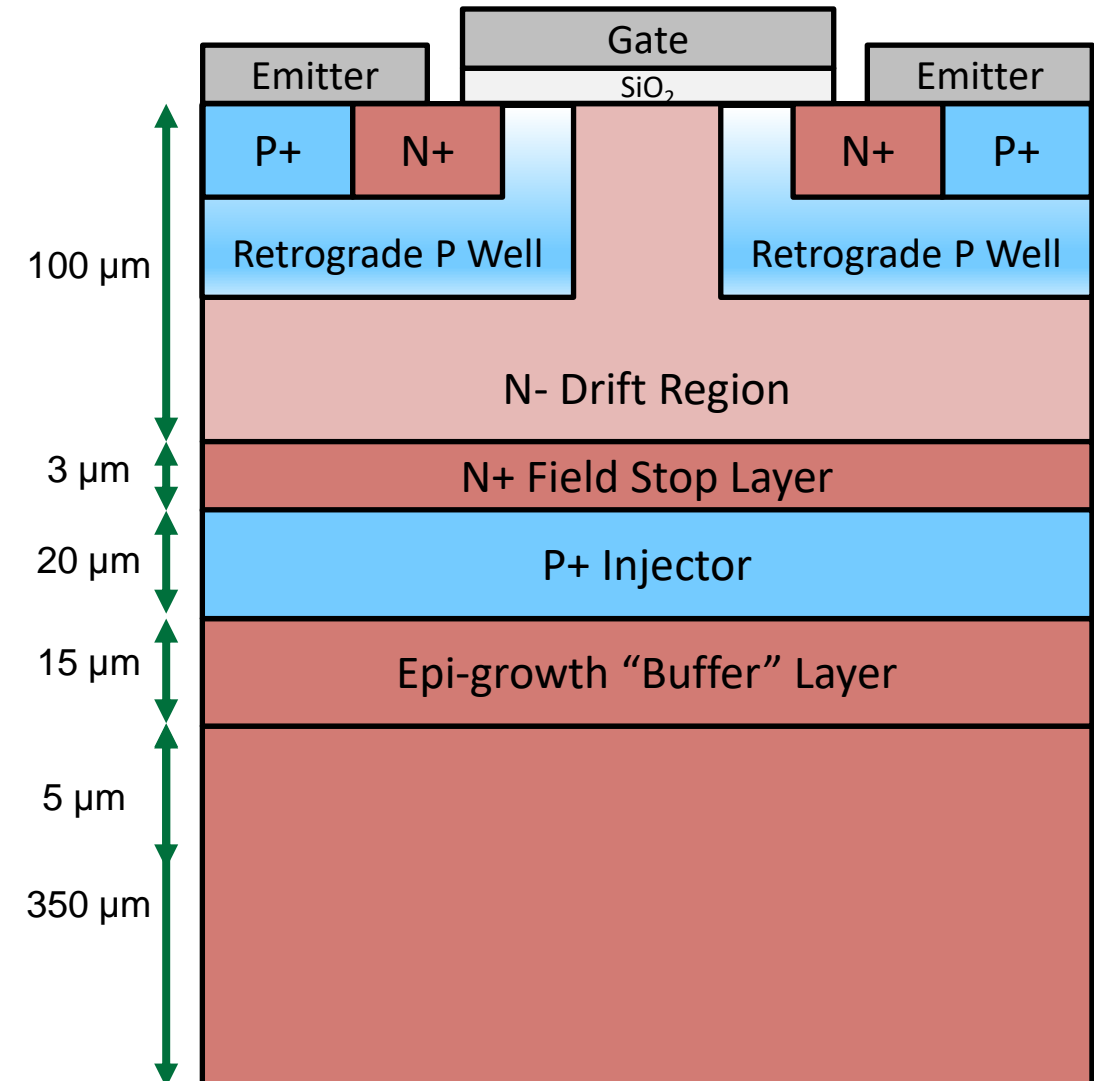 Gate
Emitter
SiO₂
Emitter
P+
N+
N+
P+
Retrograde P Well
Retrograde P Well
100 µm
N- Drift Region
3 µm
N+ Field Stop Layer
20 µm
P+ Injector
15 µm
Epi-growth “Buffer” Layer
5 µm
350 µm